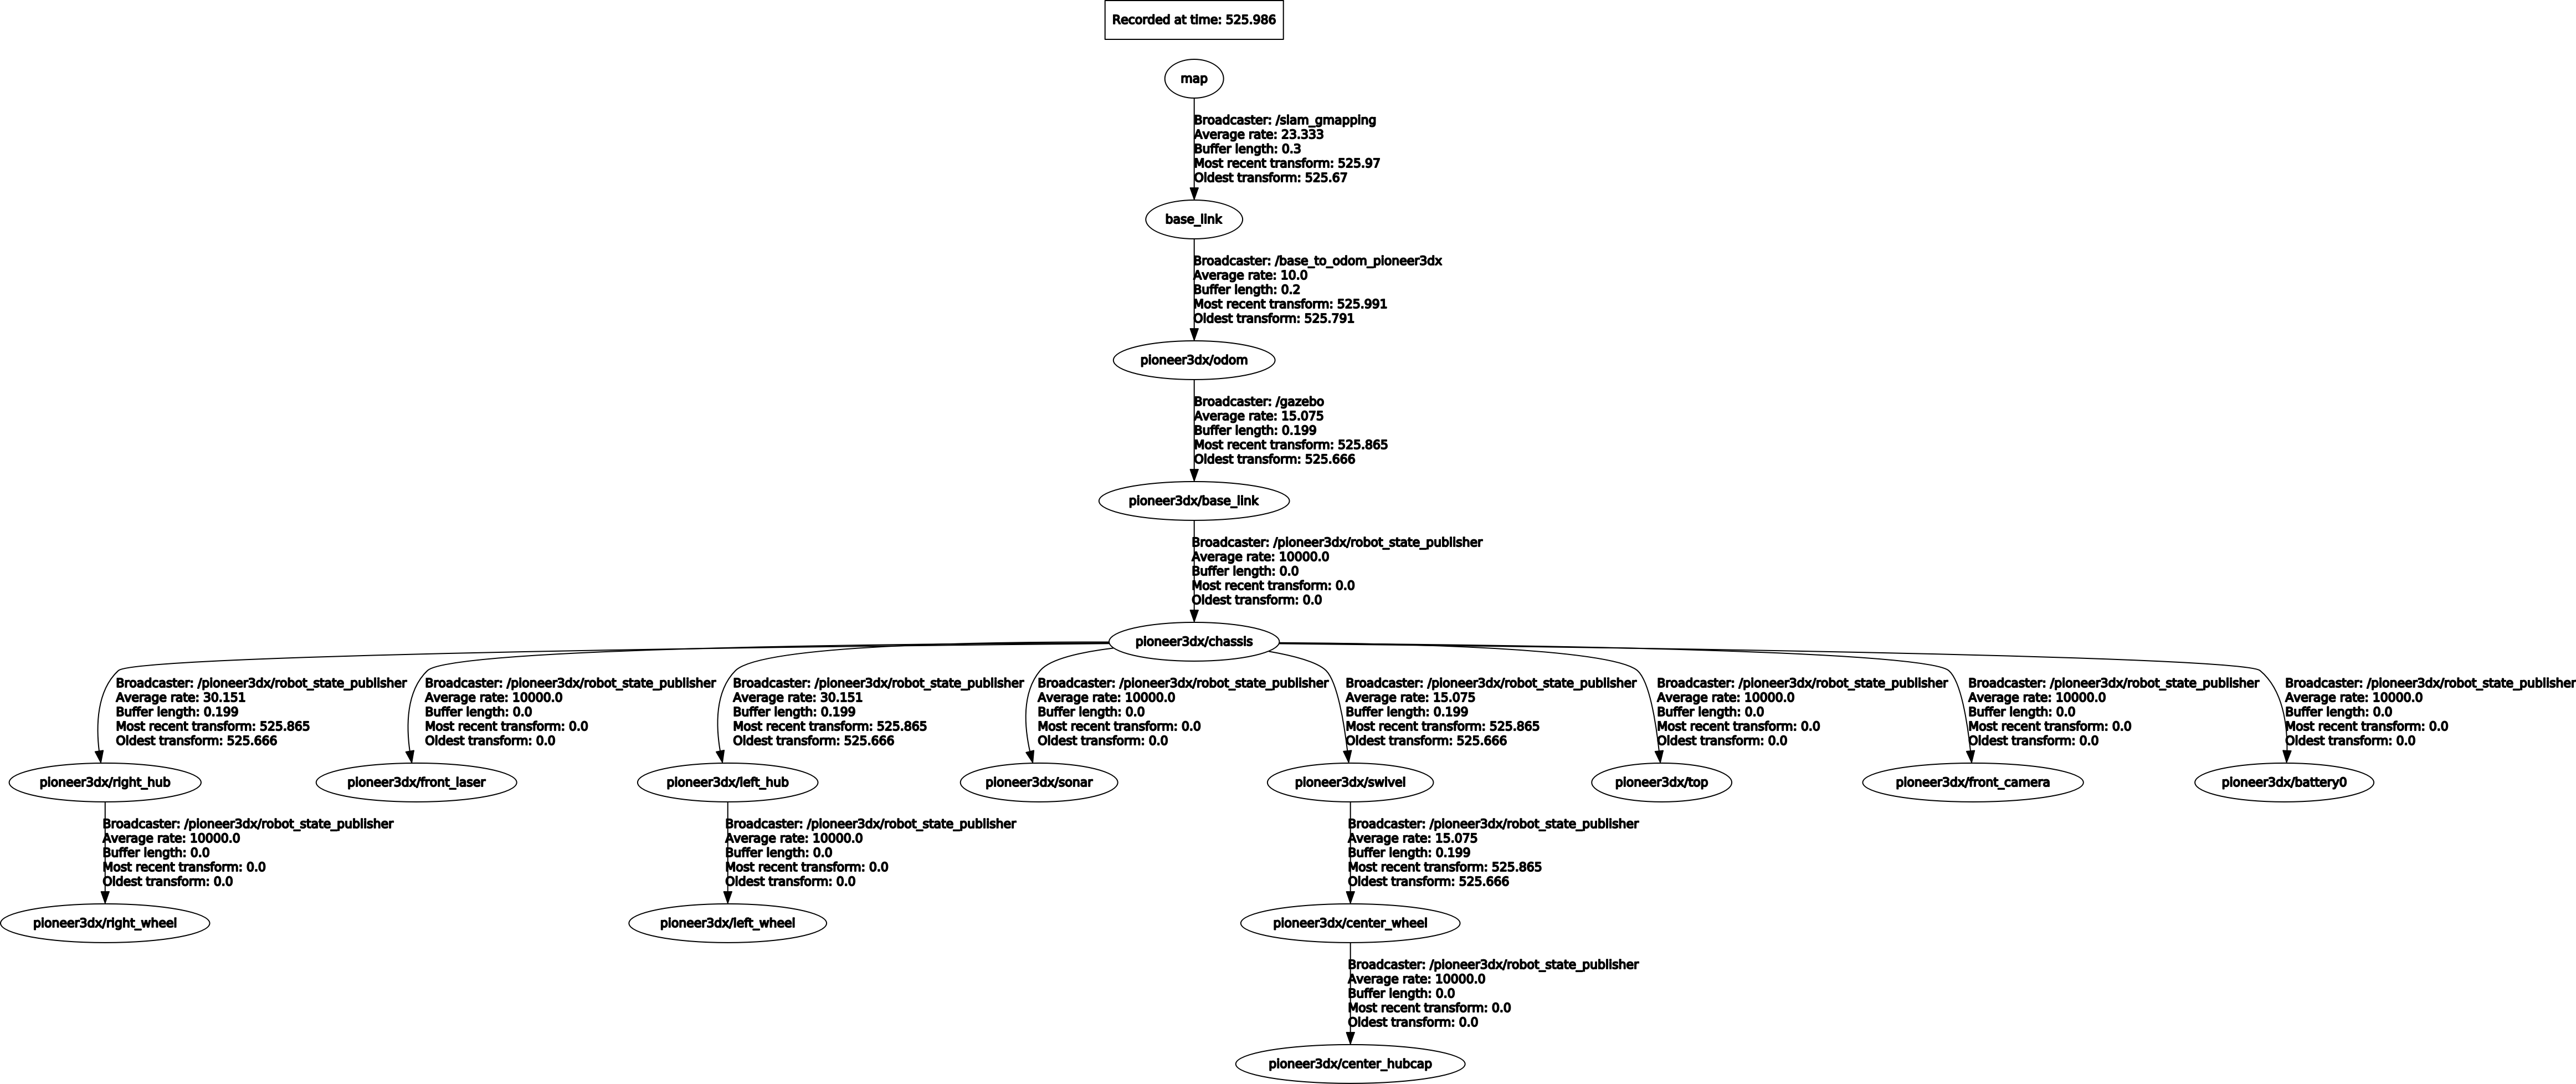 Recorded at time: 525.986
map
Broadcaster: /slam_gmapping
Average rate: 23.333
Buffer length: 0.3
Most recent transform: 525.97
Oldest transform: 525.67
base_link
Broadcaster: /base_to_odom_pioneer3dx
Average rate: 10.0
Buffer length: 0.2
Most recent transform: 525.991
Oldest transform: 525.791
pioneer3dx/odom
Broadcaster: /gazebo
Average rate: 15.075
Buffer length: 0.199
Most recent transform: 525.865
Oldest transform: 525.666
pioneer3dx/base_link
Broadcaster: /pioneer3dx/robot_state_publisher
Average rate: 10000.0
Buffer length: 0.0
Most recent transform: 0.0
Oldest transform: 0.0
pioneer3dx/chassis
Broadcaster: /pioneer3dx/robot_state_publisher
Average rate: 30.151
Buffer length: 0.199
Most recent transform: 525.865
Oldest transform: 525.666
Broadcaster: /pioneer3dx/robot_state_publisher
Average rate: 10000.0
Buffer length: 0.0
Most recent transform: 0.0
Oldest transform: 0.0
Broadcaster: /pioneer3dx/robot_state_publisher
Average rate: 30.151
Buffer length: 0.199
Most recent transform: 525.865
Oldest transform: 525.666
Broadcaster: /pioneer3dx/robot_state_publisher
Average rate: 10000.0
Buffer length: 0.0
Most recent transform: 0.0
Oldest transform: 0.0
Broadcaster: /pioneer3dx/robot_state_publisher
Average rate: 15.075
Buffer length: 0.199
Most recent transform: 525.865
Oldest transform: 525.666
Broadcaster: /pioneer3dx/robot_state_publisher
Average rate: 10000.0
Buffer length: 0.0
Most recent transform: 0.0
Oldest transform: 0.0
Broadcaster: /pioneer3dx/robot_state_publisher
Average rate: 10000.0
Buffer length: 0.0
Most recent transform: 0.0
Oldest transform: 0.0
Broadcaster: /pioneer3dx/robot_state_publisher
Average rate: 10000.0
Buffer length: 0.0
Most recent transform: 0.0
Oldest transform: 0.0
pioneer3dx/right_hub
pioneer3dx/front_laser
pioneer3dx/left_hub
pioneer3dx/sonar
pioneer3dx/swivel
pioneer3dx/top
pioneer3dx/front_camera
pioneer3dx/battery0
Broadcaster: /pioneer3dx/robot_state_publisher
Average rate: 10000.0
Buffer length: 0.0
Most recent transform: 0.0
Oldest transform: 0.0
Broadcaster: /pioneer3dx/robot_state_publisher
Average rate: 10000.0
Buffer length: 0.0
Most recent transform: 0.0
Oldest transform: 0.0
Broadcaster: /pioneer3dx/robot_state_publisher
Average rate: 15.075
Buffer length: 0.199
Most recent transform: 525.865
Oldest transform: 525.666
pioneer3dx/right_wheel
pioneer3dx/left_wheel
pioneer3dx/center_wheel
Broadcaster: /pioneer3dx/robot_state_publisher
Average rate: 10000.0
Buffer length: 0.0
Most recent transform: 0.0
Oldest transform: 0.0
pioneer3dx/center_hubcap